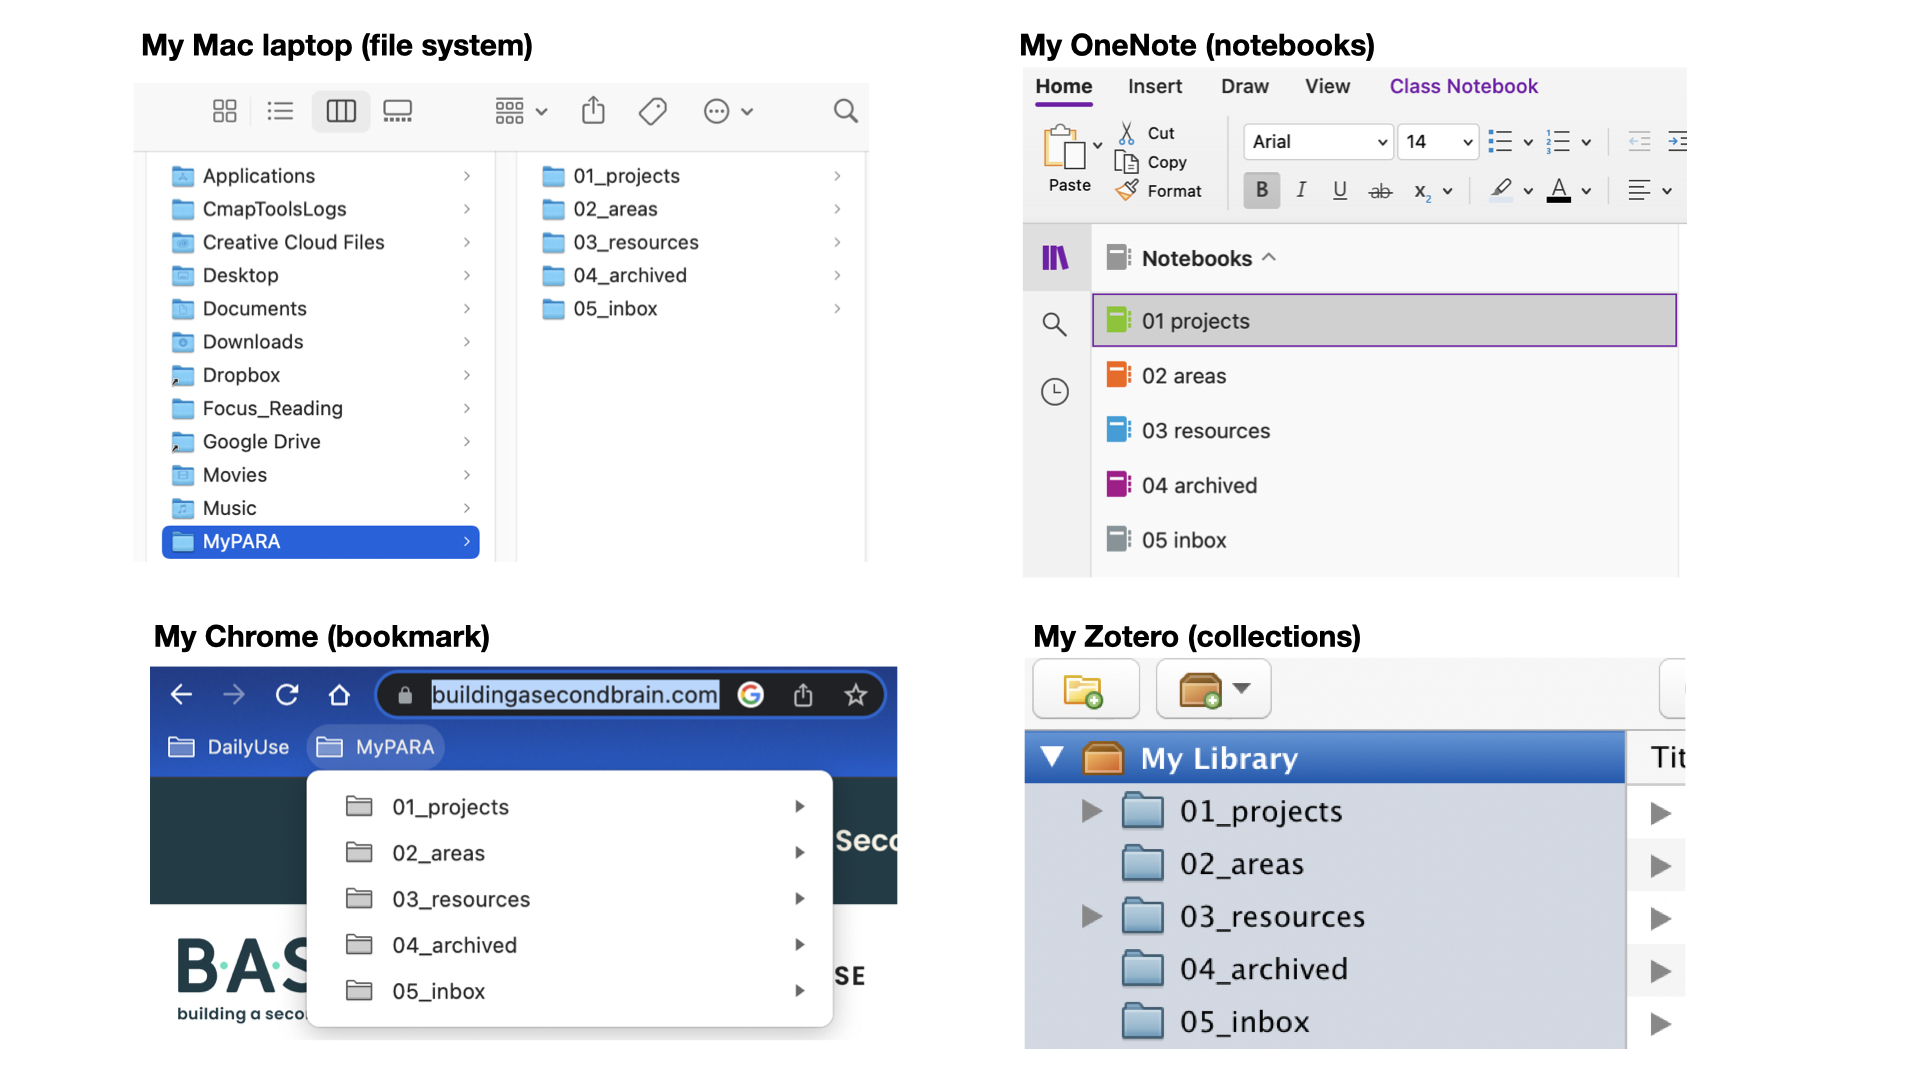 My Mac laptop (file system)
Applications
CmapToolsLogs
Creative Cloud Files
Desktop
Documents
Downloads
Dropbox
Focus_Reading
Google Drive
Movies
Music
MyPARA
01_projects
02_areas
03_resources
04_archived
05_inbox
My OneNote (notebooks)
Home Insert Draw View Class Notebook
Paste
Cut
Copy
Format
Arial 14
B I U ab x₂ A
Notebooks
01 projects
02 areas
03 resources
04 archived
05 inbox
My Chrome (bookmark)
buildingasecondbrain.com
DailyUse MyPARA
01_projects
02_areas
03_resources
04_archived
05_inbox
Seco
B·A·S
SE
building a seco
My Zotero (collections)
My Library
Tit
01_projects
02_areas
03_resources
04_archived
05_inbox